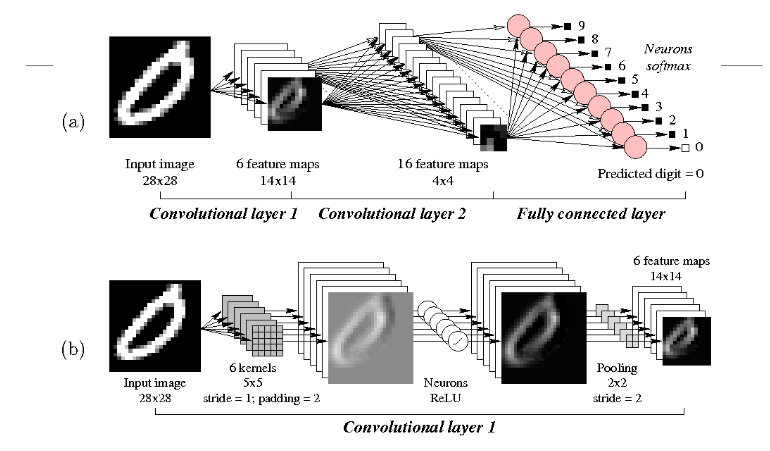 (a)
9
8
7
6
5
4
3
2
1
0
Neurons
softmax
Input image
28x28
6 feature maps
14x14
16 feature maps
4x4
Predicted digit = 0
Convolutional layer 1
Convolutional layer 2
Fully connected layer
(b)
6 feature maps
14x14
Input image
28x28
6 kernels
5x5
stride = 1; padding = 2
Neurons
ReLU
Pooling
2x2
stride = 2
Convolutional layer 1